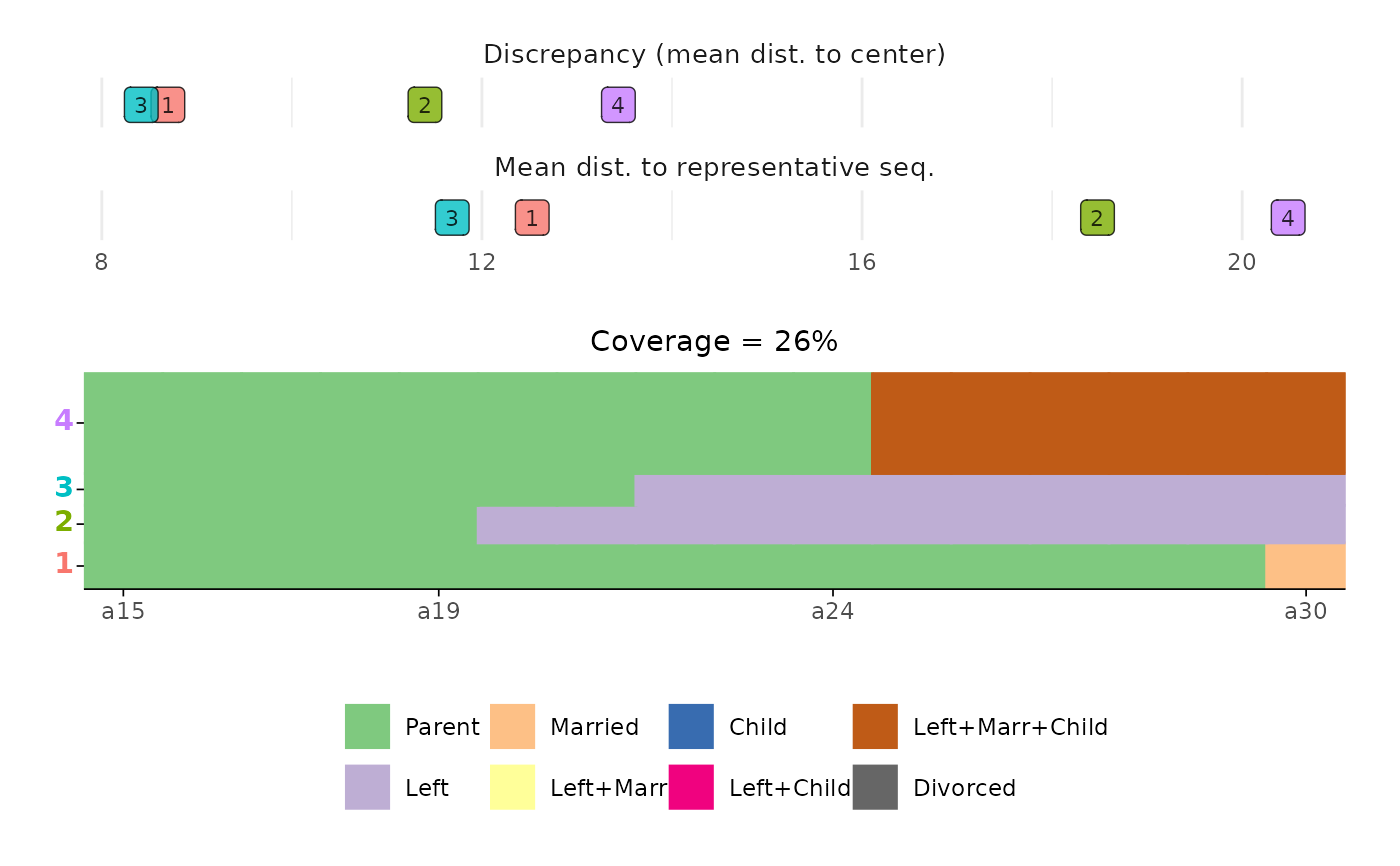 Discrepancy (mean dist. to center)
3 1 2 4
Mean dist. to representative seq.
3 1 2 4
8 12 16 20
Coverage = 26%
4
3
2
1
a15 a19 a24 a30
Parent Married Child Left+Marr+Child
Left Left+Marr Left+Child Divorced